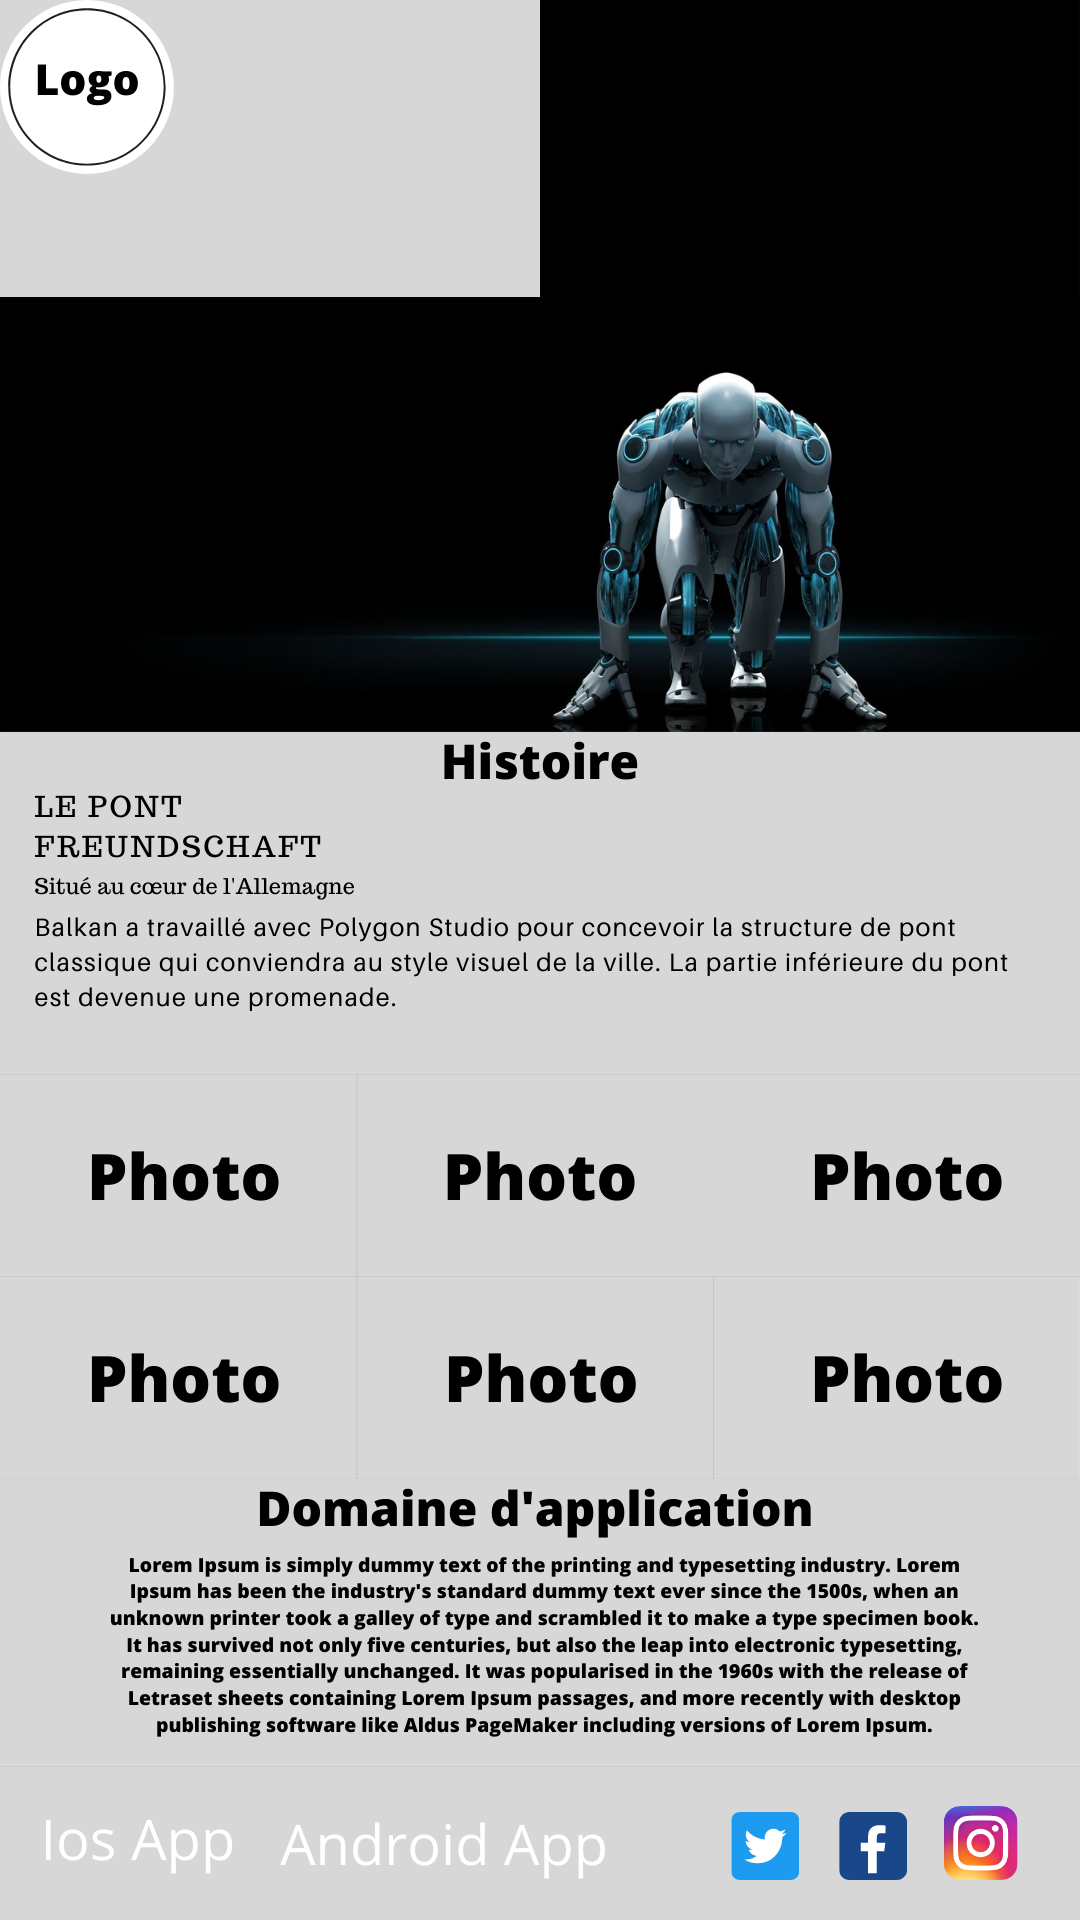 Logo
Histoire
LE PONT
FREUNDSCHAFT
Situé au cœur de l'Allemagne
Balkan a travaillé avec Polygon Studio pour concevoir la structure de pont
classique qui conviendra au style visuel de la ville. La partie inférieure du pont
est devenue une promenade.
Photo Photo Photo
Photo Photo Photo
Domaine d'application
Lorem Ipsum is simply dummy text of the printing and typesetting industry. Lorem
Ipsum has been the industry's standard dummy text ever since the 1500s, when an
unknown printer took a galley of type and scrambled it to make a type specimen book.
It has survived not only five centuries, but also the leap into electronic typesetting,
remaining essentially unchanged. It was popularised in the 1960s with the release of
Letraset sheets containing Lorem Ipsum passages, and more recently with desktop
publishing software like Aldus PageMaker including versions of Lorem Ipsum.
Ios App Android App